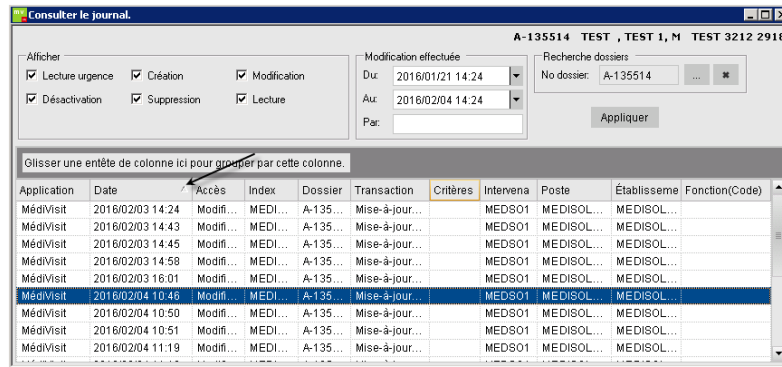 Consulter le journal.
A-135514 TEST , TEST 1, M TEST 3212 2918
Afficher
Lecture urgence Création Modification
Désactivation Suppression Lecture
Modification effectuée
Du: 2016/01/21 14:24
Au: 2016/02/04 14:24
Par:
Recherche dossiers
No dossier: A-135514 ...
Appliquer
Glisser une entête de colonne ici pour grouper par cette colonne.
Application Date Accès Index Dossier Transaction Critères Intervena Poste Établisseme Fonction(Code)
MédiVisit 2016/02/03 14:24 Modifi... MEDI... A-135... Mise-à-jour... MEDSO1 MEDISOL... MEDISOL...
MédiVisit 2016/02/03 14:43 Modifi... MEDI... A-135... Mise-à-jour... MEDSO1 MEDISOL... MEDISOL...
MédiVisit 2016/02/03 14:45 Modifi... MEDI... A-135... Mise-à-jour... MEDSO1 MEDISOL... MEDISOL...
MédiVisit 2016/02/03 14:58 Modifi... MEDI... A-135... Mise-à-jour... MEDSO1 MEDISOL... MEDISOL...
MédiVisit 2016/02/03 16:01 Modifi... MEDI... A-135... Mise-à-jour... MEDSO1 MEDISOL... MEDISOL...
MédiVisit 2016/02/04 10:46 Modifi... MEDI... A-135... Mise-à-jour... MEDSO1 MEDISOL... MEDISOL...
MédiVisit 2016/02/04 10:50 Modifi... MEDI... A-135... Mise-à-jour... MEDSO1 MEDISOL... MEDISOL...
MédiVisit 2016/02/04 10:51 Modifi... MEDI... A-135... Mise-à-jour... MEDSO1 MEDISOL... MEDISOL...
MédiVisit 2016/02/04 11:19 Modifi... MEDI... A-135... Mise-à-jour... MEDSO1 MEDISOL... MEDISOL...